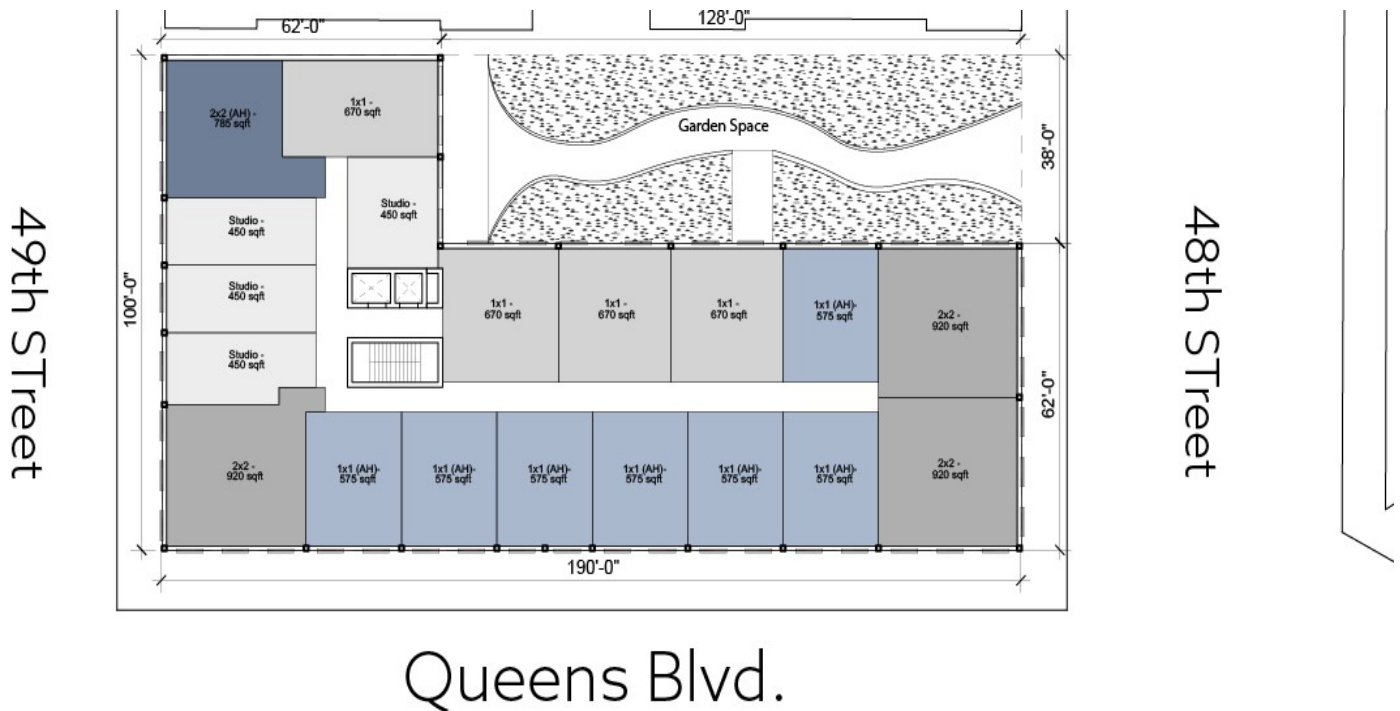 62'-0"
128'-0"
2x2 (AH) -
785 sqft
1x1 -
670 sqft
Garden Space
38'-0"
Studio -
450 sqft
Studio -
450 sqft
49th STreet
48th STreet
100'-0"
Studio -
450 sqft
1x1 -
670 sqft
1x1 -
670 sqft
1x1 -
670 sqft
1x1 (AH)-
575 sqft
2x2 -
920 sqft
Studio -
450 sqft
62'-0"
2x2 -
920 sqft
1x1 (AH)-
575 sqft
1x1 (AH)-
575 sqft
1x1 (AH)-
575 sqft
1x1 (AH)-
575 sqft
1x1 (AH)-
575 sqft
1x1 (AH)-
575 sqft
2x2 -
920 sqft
190'-0"
Queens Blvd.